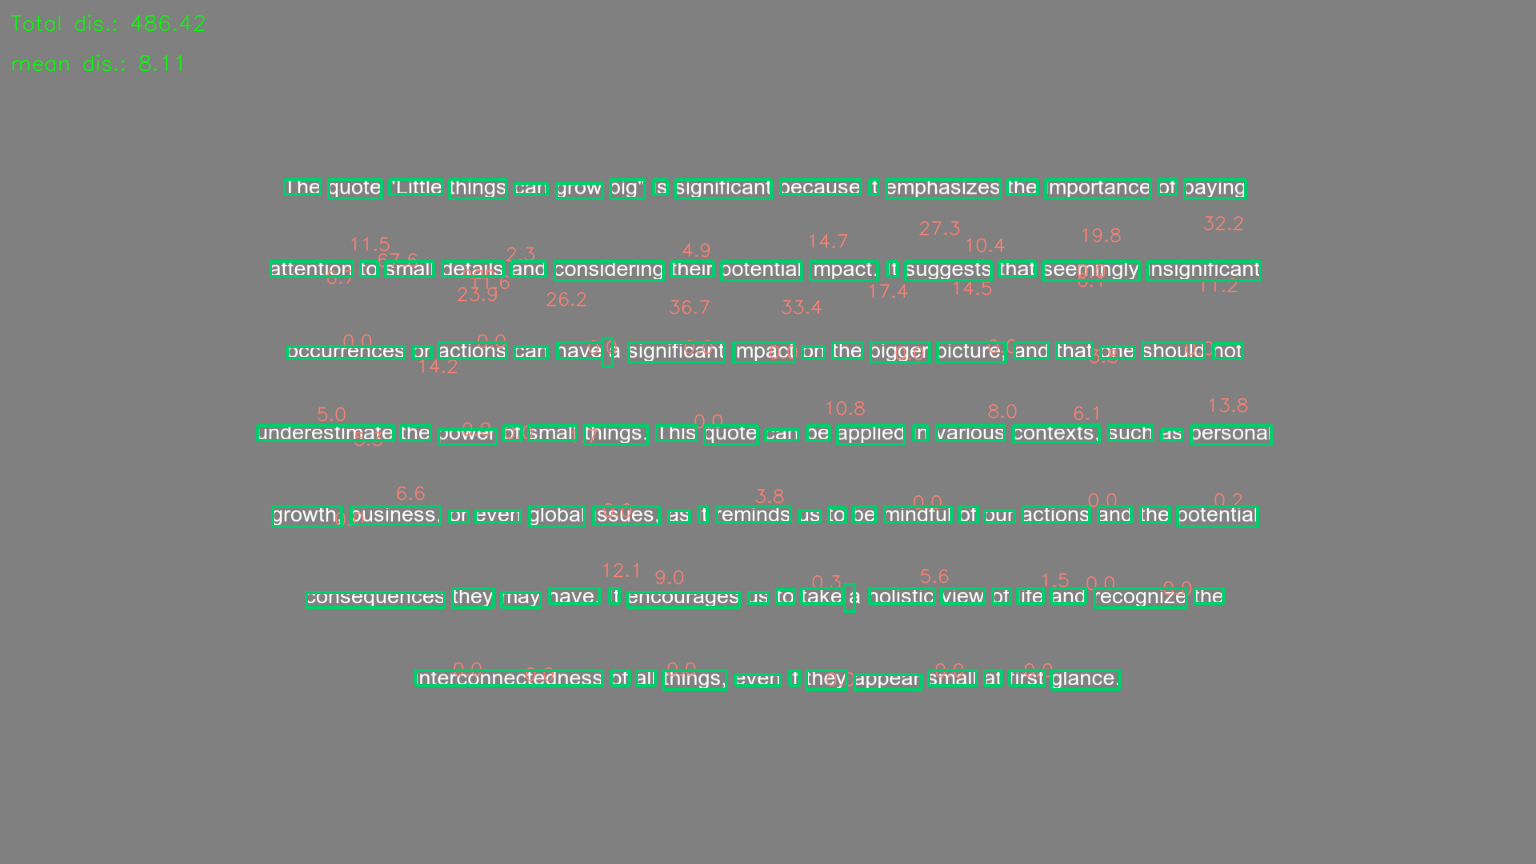 Total dis.: 486.42
mean dis.: 8.11
The quote "Little things can grow big" is significant because it emphasizes the importance of paying
32.2
27.3
11.5 2.3 4.9 14.7 10.4 19.8
67.6
attention to small details and considering their potential impact. It suggests that seemingly insignificant
11.6
23.9 26.2 36.7 33.4 17.4 14.5 11.2
0.0 0.0
occurrences or actions can have a significant impact on the bigger picture, and that one should not
14.2
5.0 0.0 10.8 8.0 6.1 13.8
underestimate the power of small things. This quote can be applied in various contexts, such as personal
6.6 3.8 0.0 0.0 0.2
growth, business, or even global issues, as it reminds us to be mindful of our actions and the potential
12.1 9.0 0.3 5.6 1.5 0.0 0.0
consequences they may have. It encourages us to take a holistic view of life and recognize the
0.0 0.0 0.0 0.0 0.0
interconnectedness of all things, even if they appear small at first glance.